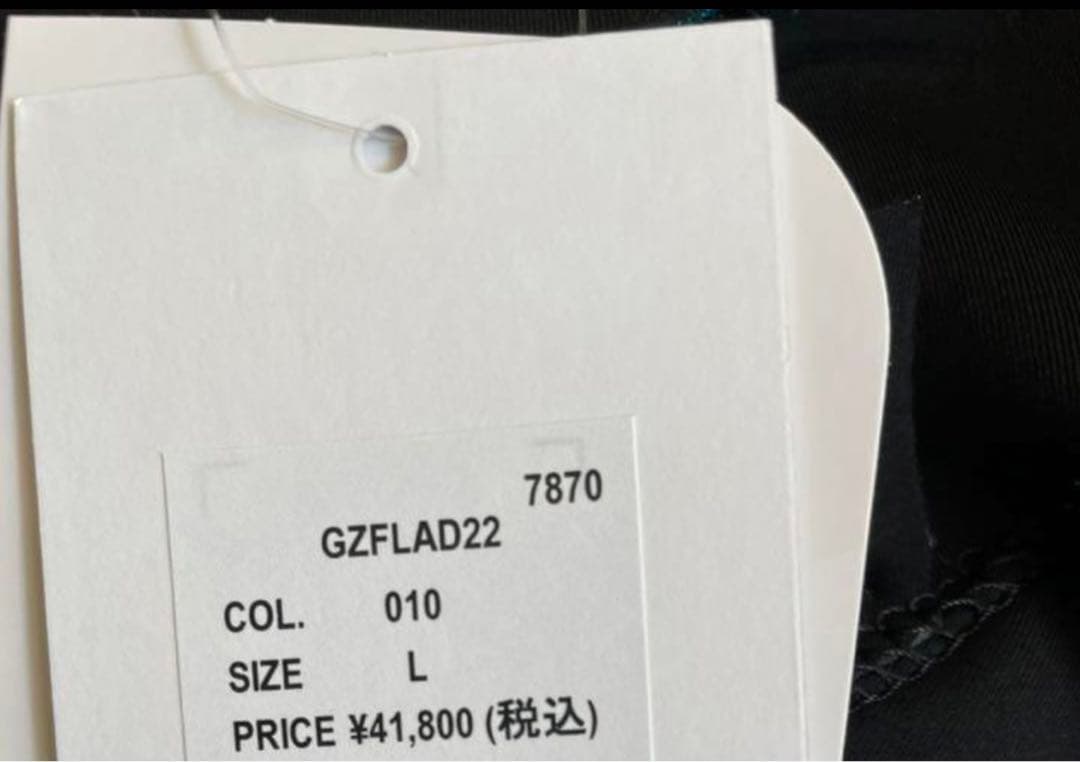 7870
GZFLAD22
COL. 010
SIZE L
PRICE ¥41,800 (税込)